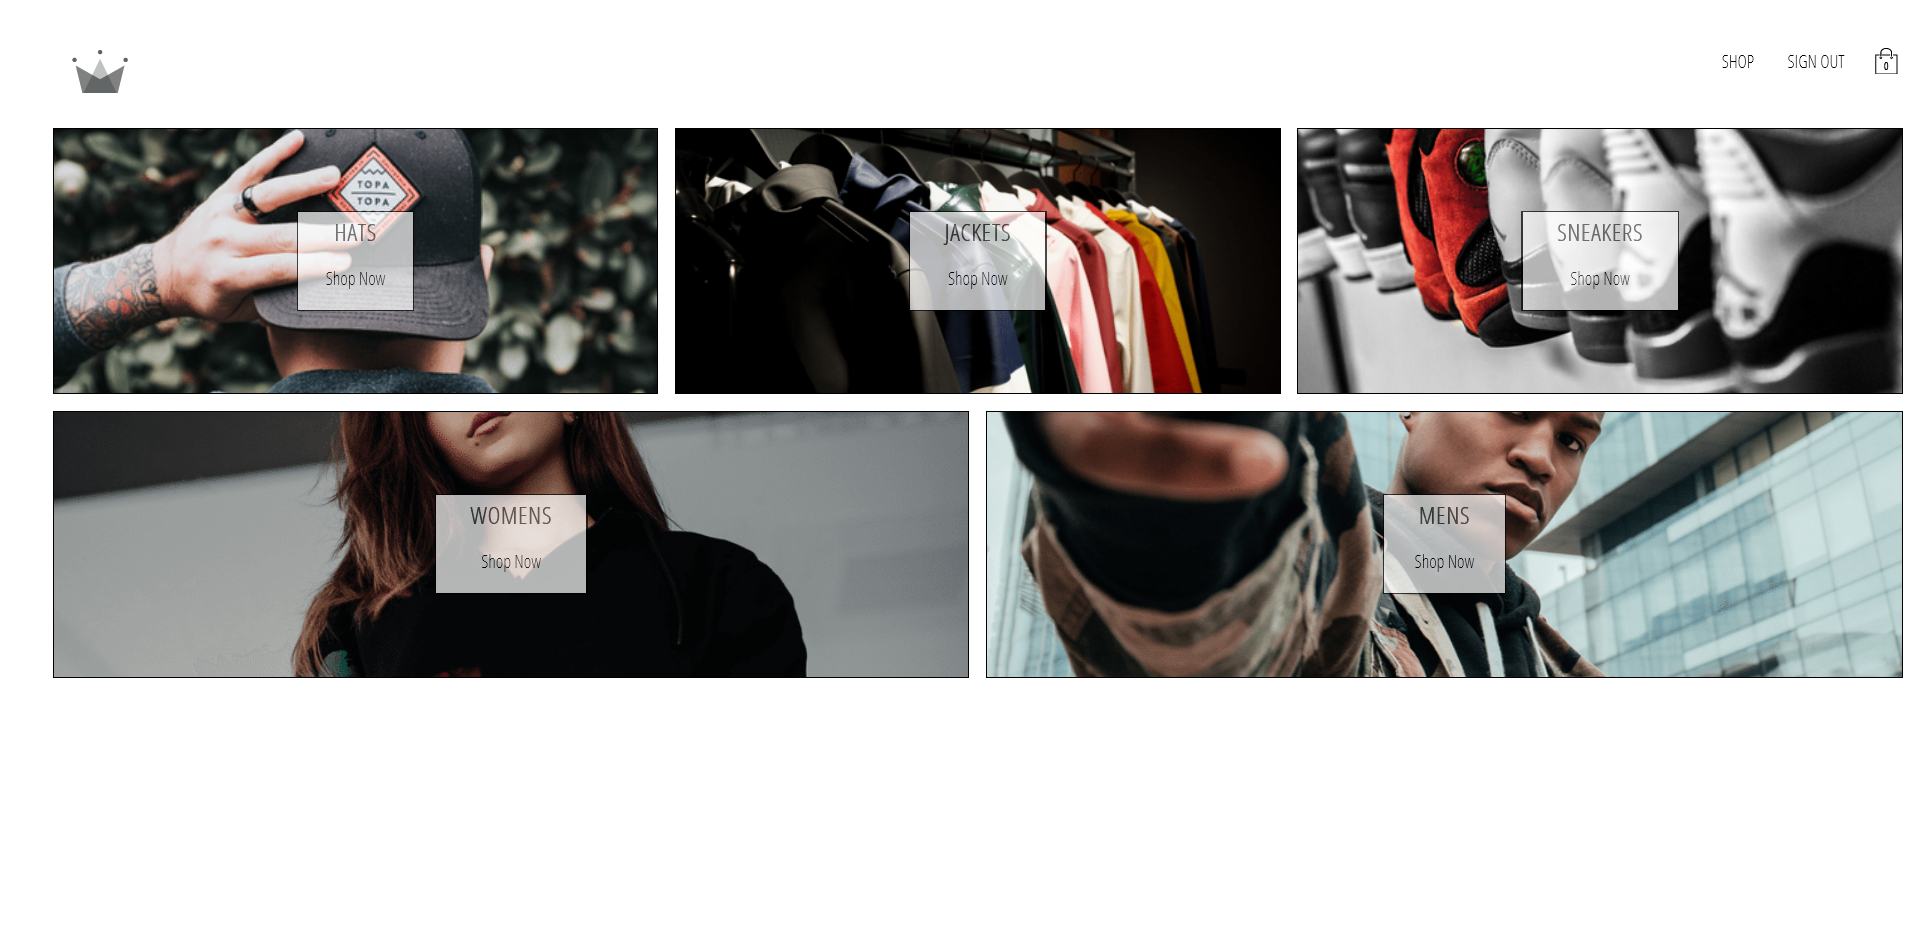 SHOP
SIGN OUT
0
TOPA
TOPA
HATS
Shop Now
JACKETS
Shop Now
SNEAKERS
Shop Now
WOMENS
Shop Now
MENS
Shop Now